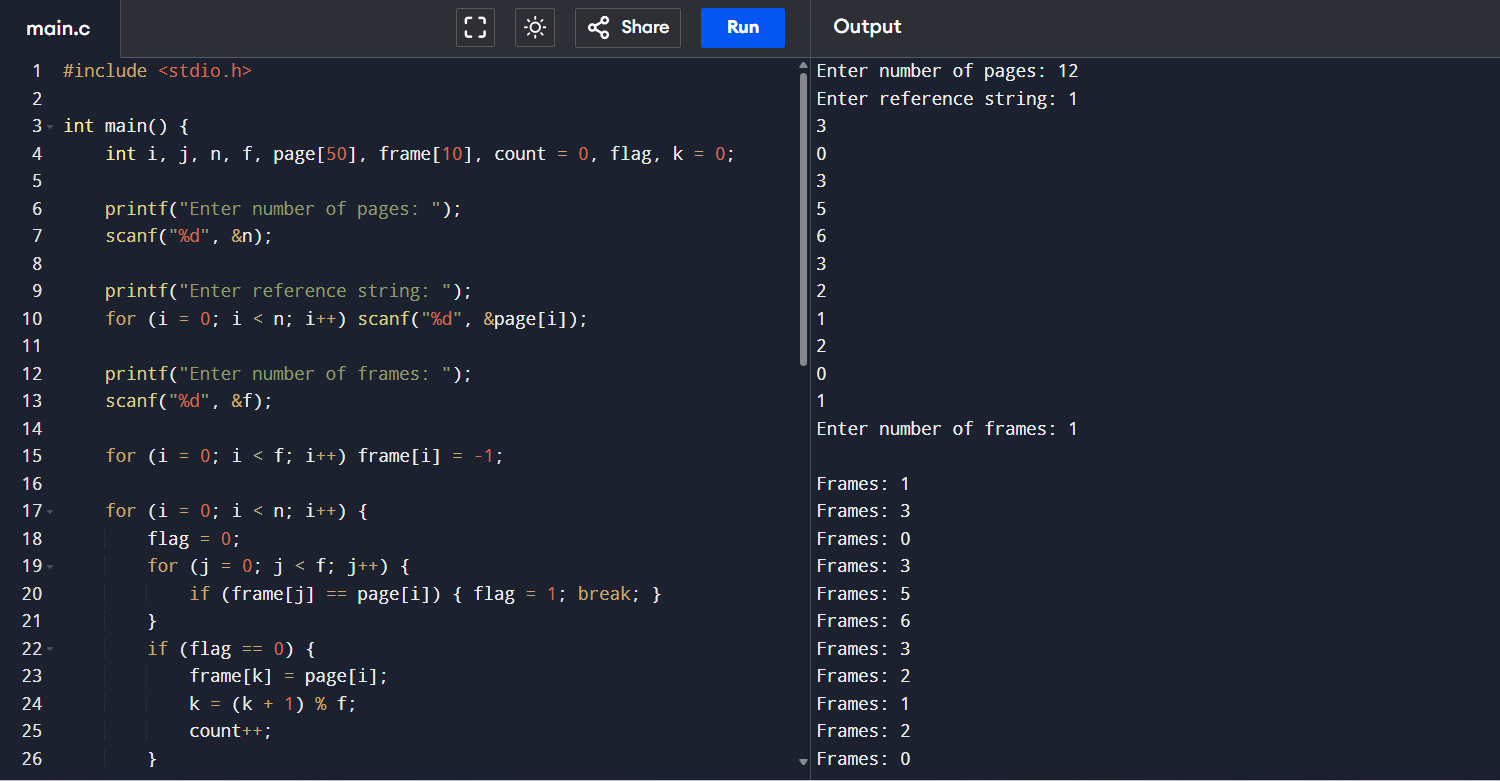 main.c
Share
Run
Output
1 #include <stdio.h>
2
3 int main() {
4     int i, j, n, f, page[50], frame[10], count = 0, flag, k = 0;
5
6     printf("Enter number of pages: ");
7     scanf("%d", &n);
8
9     printf("Enter reference string: ");
10     for (i = 0; i < n; i++) scanf("%d", &page[i]);
11
12     printf("Enter number of frames: ");
13     scanf("%d", &f);
14
15     for (i = 0; i < f; i++) frame[i] = -1;
16
17     for (i = 0; i < n; i++) {
18         flag = 0;
19         for (j = 0; j < f; j++) {
20             if (frame[j] == page[i]) { flag = 1; break; }
21         }
22         if (flag == 0) {
23             frame[k] = page[i];
24             k = (k + 1) % f;
25             count++;
26         }
Enter number of pages: 12
Enter reference string: 1
3
0
3
5
6
3
2
1
2
0
1
Enter number of frames: 1
Frames: 1
Frames: 3
Frames: 0
Frames: 3
Frames: 5
Frames: 6
Frames: 3
Frames: 2
Frames: 1
Frames: 2
Frames: 0